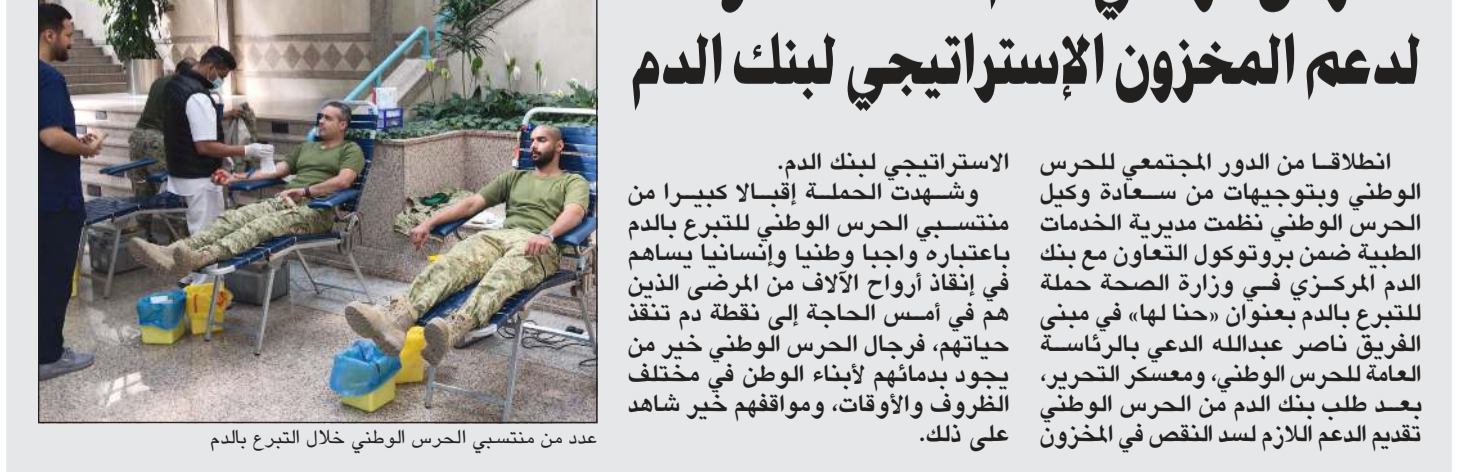 لدعم المخزون الإستراتيجي لبنك الدم
انطلاقا من الدور المجتمعي للحرس
الوطني وبتوجيهات من سعادة وكيل
الحرس الوطني نظمت مديرية الخدمات
الطبية ضمن بروتوكول التعاون مع بنك
الدم المركزي في وزارة الصحة حملة
للتبرع بالدم بعنوان «حنا لها» في مبنى
الفريق ناصر عبدالله الدعي بالرئاسة
العامة للحرس الوطني، ومعسكر التحرير،
بعد طلب بنك الدم من الحرس الوطني
تقديم الدعم اللازم لسد النقص في المخزون
الاستراتيجي لبنك الدم.
وشهدت الحملة إقبالا كبيرا من
منتسبي الحرس الوطني للتبرع بالدم
باعتباره واجبا وطنيا وإنسانيا يساهم
في إنقاذ أرواح الآلاف من المرضى الذين
هم في أمس الحاجة إلى نقطة دم تنقذ
حياتهم، فرجال الحرس الوطني خير من
يجود بدمائهم لأبناء الوطن في مختلف
الظروف والأوقات، ومواقفهم خير شاهد
على ذلك.
عدد من منتسبي الحرس الوطني خلال التبرع بالدم